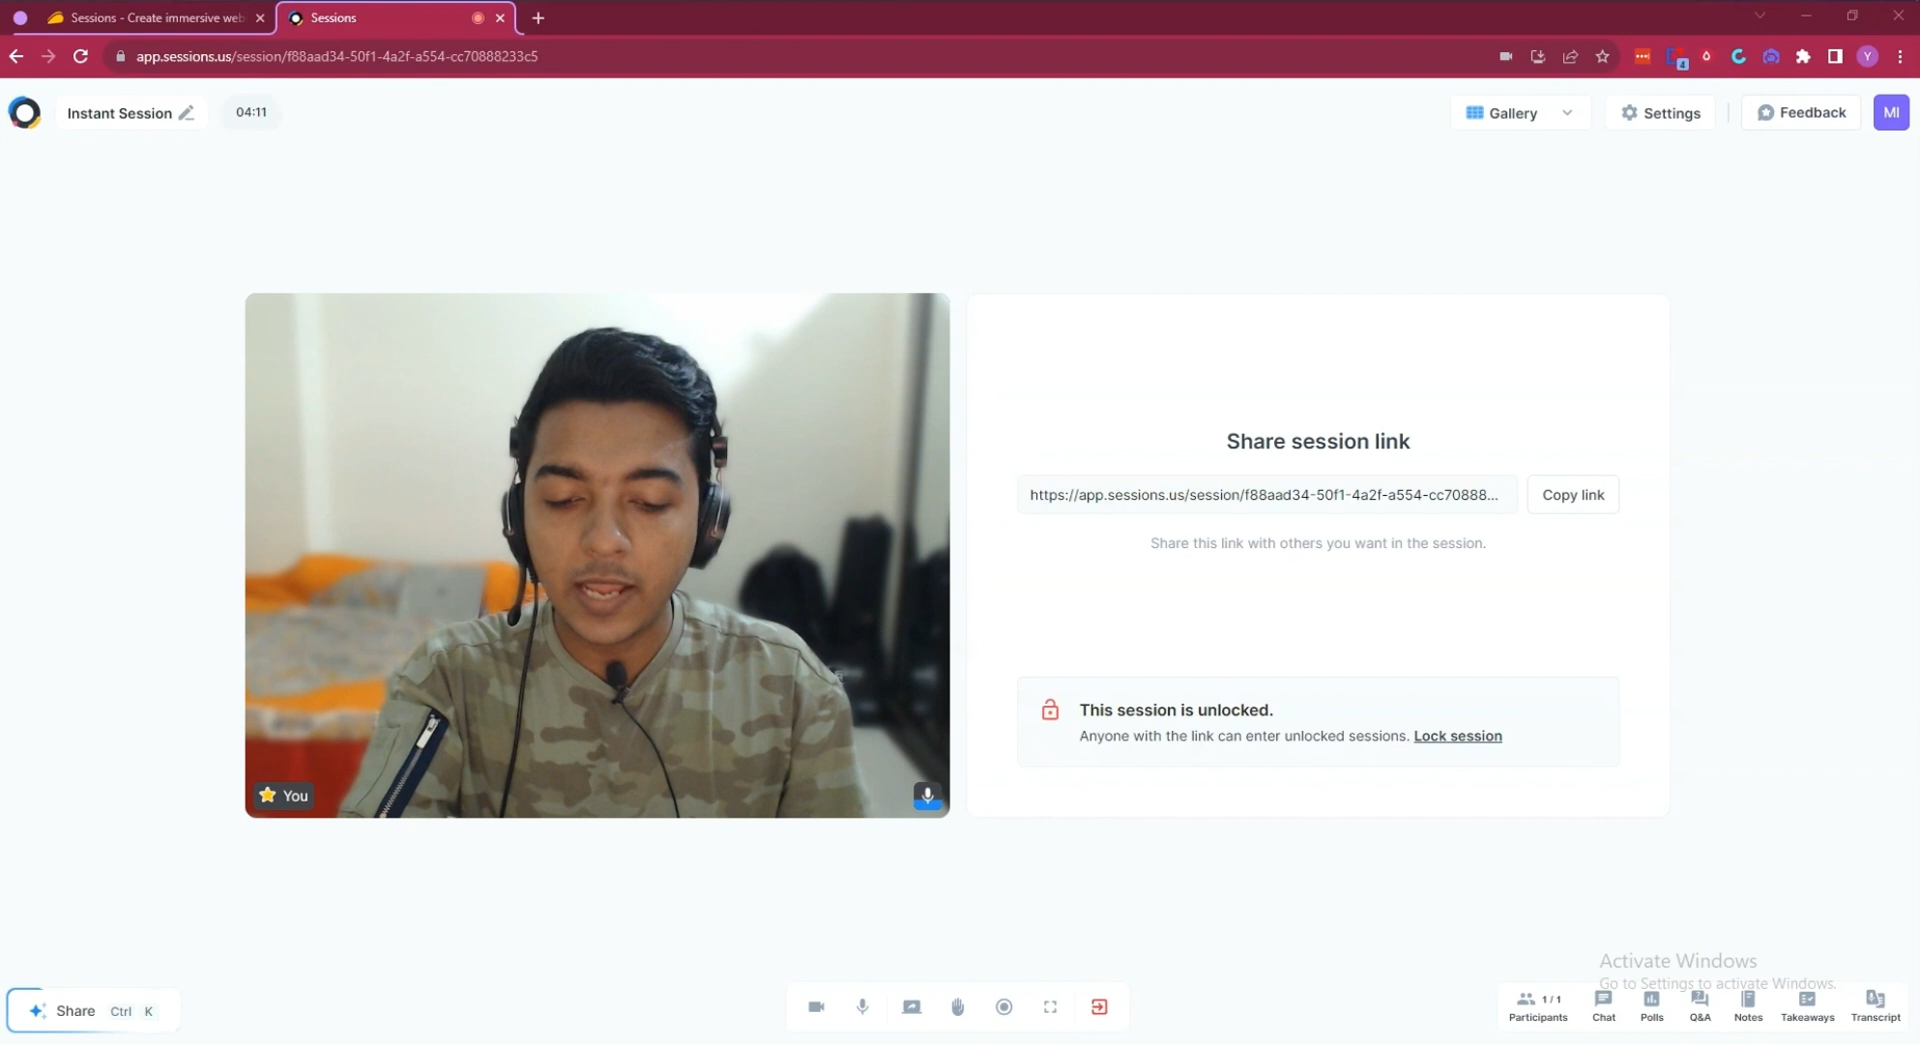 Sessions - Create immersive web
Sessions
app.sessions.us/session/f88aad34-50f1-4a2f-a554-cc70888233c5
4
Y
Instant Session
04:11
Gallery
Settings
Feedback
MI
You
Share session link
https://app.sessions.us/session/f88aad34-50f1-4a2f-a554-cc70888...
Copy link
Share this link with others you want in the session.
This session is unlocked.
Anyone with the link can enter unlocked sessions. Lock session
Activate Windows
Go to Settings to activate Windows.
Share Ctrl K
1/1
Participants
Chat
Polls
Q&A
Notes
Takeaways
Transcript